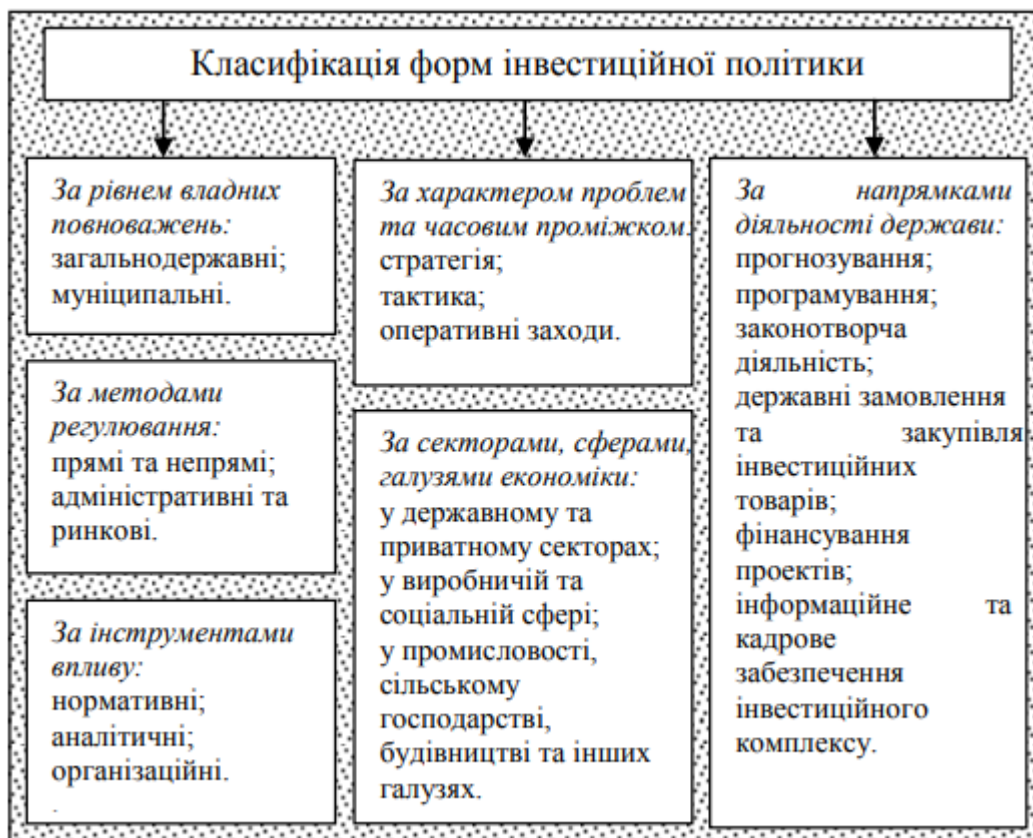 Класифікація форм інвестиційної політики
За рівнем владних
повноважень:
загальнодержавні;
муніципальні.
За методами
регулювання:
прямі та непрямі;
адміністративні та
ринкові.
За інструментами
впливу:
нормативні;
аналітичні;
організаційні.
.
За характером проблем
та часовим проміжком:
стратегія;
тактика;
оперативні заходи.
За секторами, сферами,
галузями економіки:
у державному та
приватному секторах;
у виробничій та
соціальній сфері;
у промисловості,
сільському
господарстві,
будівництві та інших
галузях.
За напрямками
діяльності держави:
прогнозування;
програмування;
законотворча
діяльність;
державні замовлення
та закупівля
інвестиційних
товарів;
фінансування
проектів;
інформаційне та
кадрове
забезпечення
інвестиційного
комплексу.